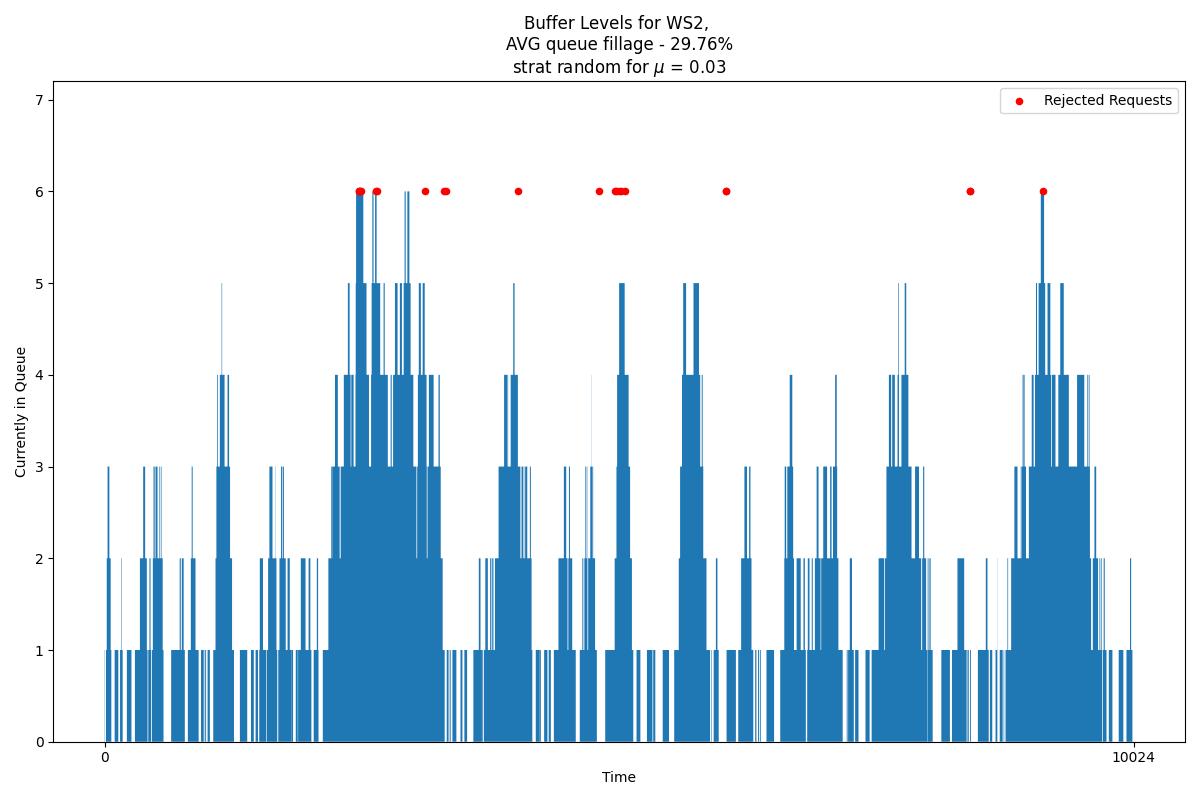 Buffer Levels for WS2,
AVG queue fillage - 29.76%
strat random for μ = 0.03
Rejected Requests
7
6
5
4
3
2
1
0
Currently in Queue
0
10024
Time